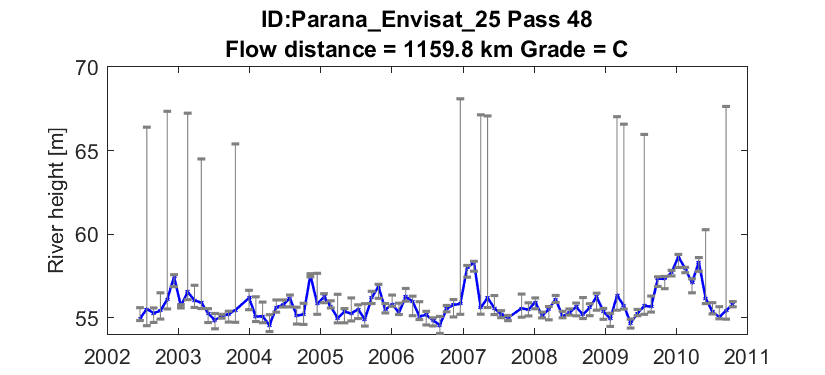 ID:Parana_Envisat_25 Pass 48
Flow distance = 1159.8 km Grade = C
River height [m]
70
65
60
55
2002 2003 2004 2005 2006 2007 2008 2009 2010 2011